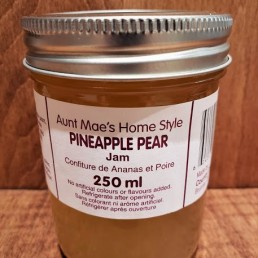 Aunt Mae's Home Style
PINEAPPLE PEAR
Jam
Confiture de Ananas et Poire
250 ml
No artificial colours or flavours added.
Refrigerate after opening.
Sans colorant ni arôme artificiel.
Réfrigérer après ouverture